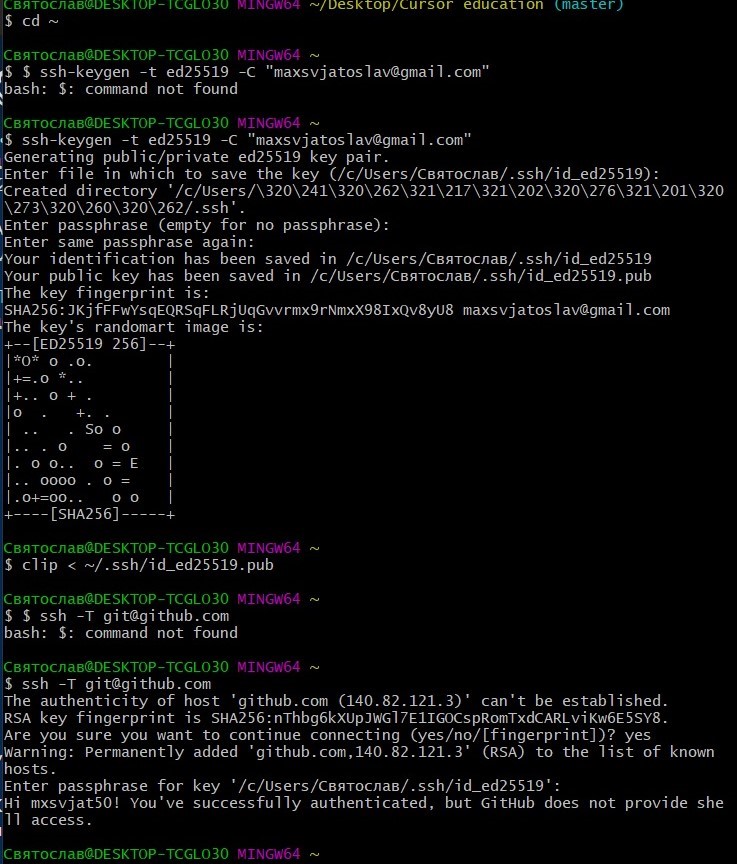 Святослав@DESKTOP-TCGLO30 MINGW64 ~/Desktop/Cursor education (master)
$ cd ~
Святослав@DESKTOP-TCGLO30 MINGW64 ~
$ $ ssh-keygen -t ed25519 -C "maxsvjatoslav@gmail.com"
bash: $: command not found
Святослав@DESKTOP-TCGLO30 MINGW64 ~
$ ssh-keygen -t ed25519 -C "maxsvjatoslav@gmail.com"
Generating public/private ed25519 key pair.
Enter file in which to save the key (/c/Users/Святослав/.ssh/id_ed25519):
Created directory '/c/Users/\320\241\320\262\321\217\321\202\320\276\321\201\320
\273\320\260\320\262/.ssh'.
Enter passphrase (empty for no passphrase):
Enter same passphrase again:
Your identification has been saved in /c/Users/Святослав/.ssh/id_ed25519
Your public key has been saved in /c/Users/Святослав/.ssh/id_ed25519.pub
The key fingerprint is:
SHA256:JKjfFFwYsqEQRSqFLRjUqGvvrmx9rNmxX98IxQv8yU8 maxsvjatoslav@gmail.com
The key's randomart image is:
+--[ED25519 256]--+
|*O* o .o.        |
|+=.o *..         |
|+.. o + .        |
|o  .   +. .      |
| ..   . So o     |
|.. . o    = o    |
|. o o..  o = E   |
|.. oooo . o =    |
|.o+=oo..   o o   |
+----[SHA256]-----+
Святослав@DESKTOP-TCGLO30 MINGW64 ~
$ clip < ~/.ssh/id_ed25519.pub
Святослав@DESKTOP-TCGLO30 MINGW64 ~
$ $ ssh -T git@github.com
bash: $: command not found
Святослав@DESKTOP-TCGLO30 MINGW64 ~
$ ssh -T git@github.com
The authenticity of host 'github.com (140.82.121.3)' can't be established.
RSA key fingerprint is SHA256:nThbg6kXUpJWGl7E1IGOCspRomTxdCARLviKw6E5SY8.
Are you sure you want to continue connecting (yes/no/[fingerprint])? yes
Warning: Permanently added 'github.com,140.82.121.3' (RSA) to the list of known
hosts.
Enter passphrase for key '/c/Users/Святослав/.ssh/id_ed25519':
Hi mxsvjat50! You've successfully authenticated, but GitHub does not provide she
ll access.
Святослав@DESKTOP-TCGLO30 MINGW64 ~